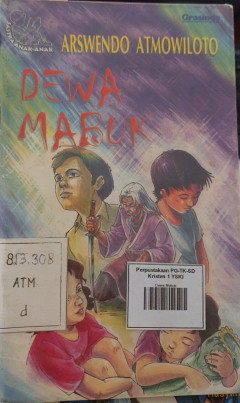 Grasindo
ARSWENDO ATMOWILOTO
DEWA
MABUK
813.308
ATM
d
Perpustakaan PG-TK-SD
Kristen 1 YSKI